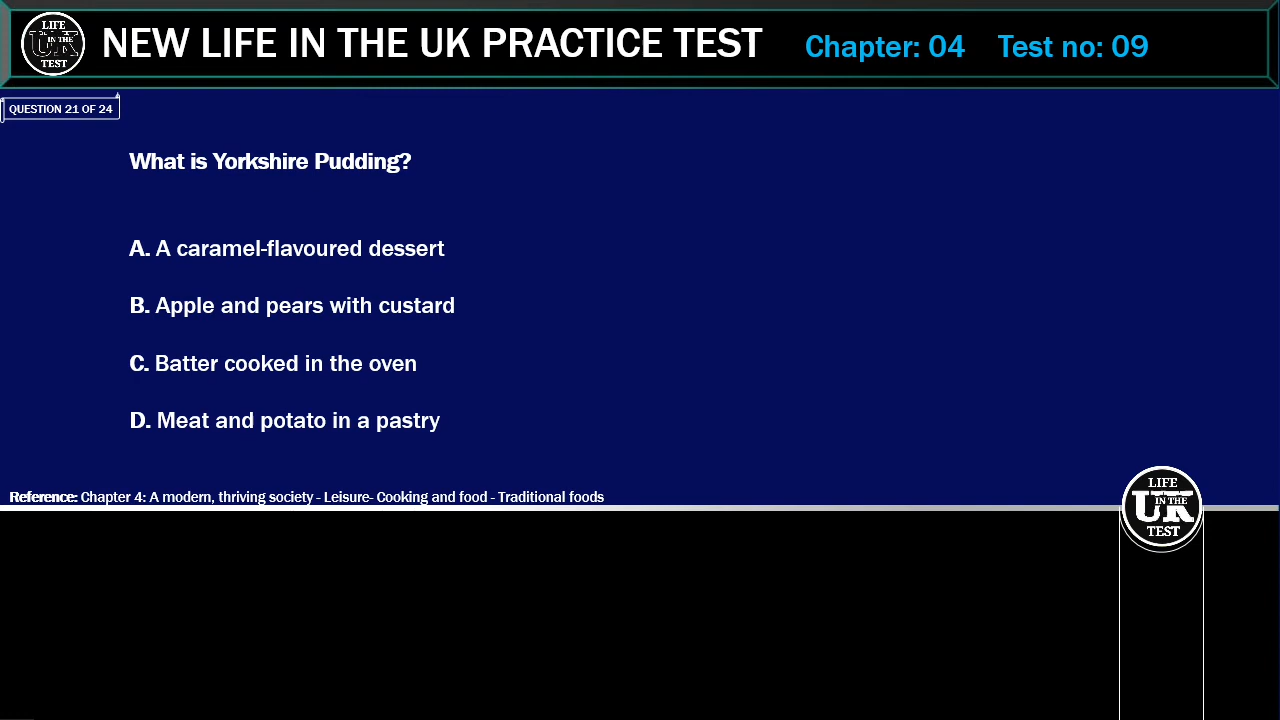 LIFE
IN THE
UK
TEST
NEW LIFE IN THE UK PRACTICE TEST
Chapter: 04
Test no: 09
QUESTION 21 OF 24
What is Yorkshire Pudding?
A. A caramel-flavoured dessert
B. Apple and pears with custard
C. Batter cooked in the oven
D. Meat and potato in a pastry
Reference: Chapter 4: A modern, thriving society - Leisure- Cooking and food - Traditional foods
LIFE
IN THE
UK
TEST